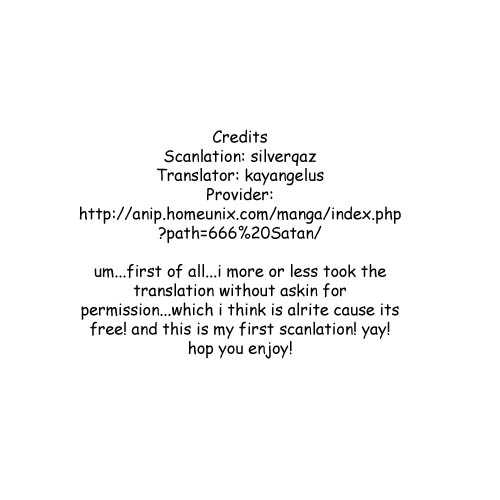 Credits
Scanlation: silverqaz
Translator: kayangelus
Provider:
http://anip.homeunix.com/manga/index.php
?path=666%20Satan/
um...first of all...i more or less took the
translation without askin for
permission...which i think is alrite cause its
free! and this is my first scanlation! yay!
hop you enjoy!